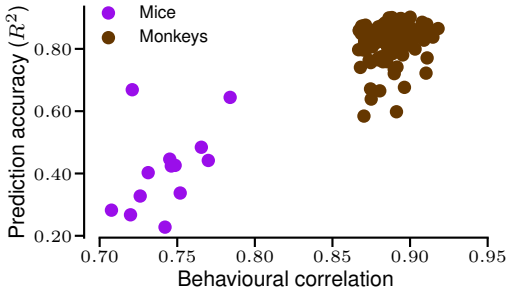 Mice
Monkeys
Prediction accuracy (R²)
0.80
0.60
0.40
0.20
0.70 0.75 0.80 0.85 0.90 0.95
Behavioural correlation